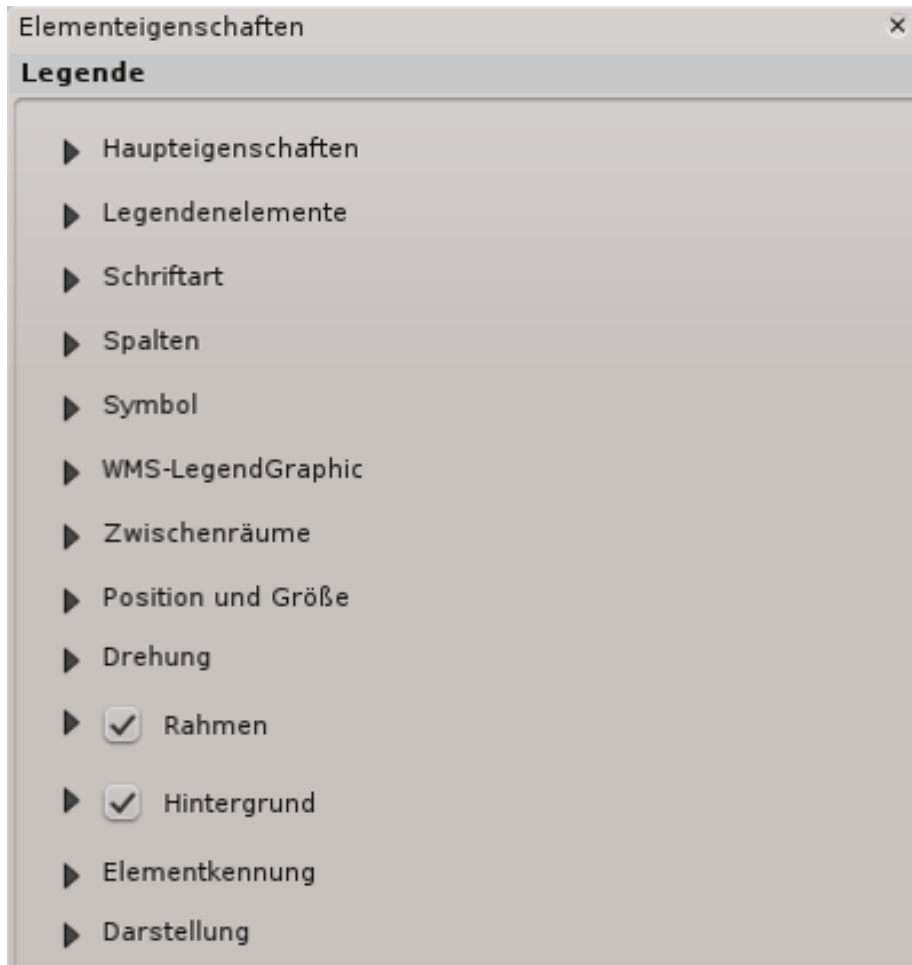 Elementeigenschaften
Legende
Haupteigenschaften
Legendenelemente
Schriftart
Spalten
Symbol
WMS-LegendGraphic
Zwischenräume
Position und Größe
Drehung
Rahmen
Hintergrund
Elementkennung
Darstellung